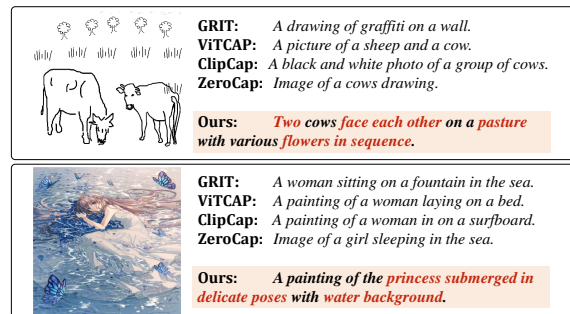 GRIT: A drawing of graffiti on a wall.
ViTCAP: A picture of a sheep and a cow.
ClipCap: A black and white photo of a group of cows.
ZeroCap: Image of a cows drawing.
Ours: Two cows face each other on a pasture
with various flowers in sequence.
GRIT: A woman sitting on a fountain in the sea.
ViTCAP: A painting of a woman laying on a bed.
ClipCap: A painting of a woman in on a surfboard.
ZeroCap: Image of a girl sleeping in the sea.
Ours: A painting of the princess submerged in
delicate poses with water background.